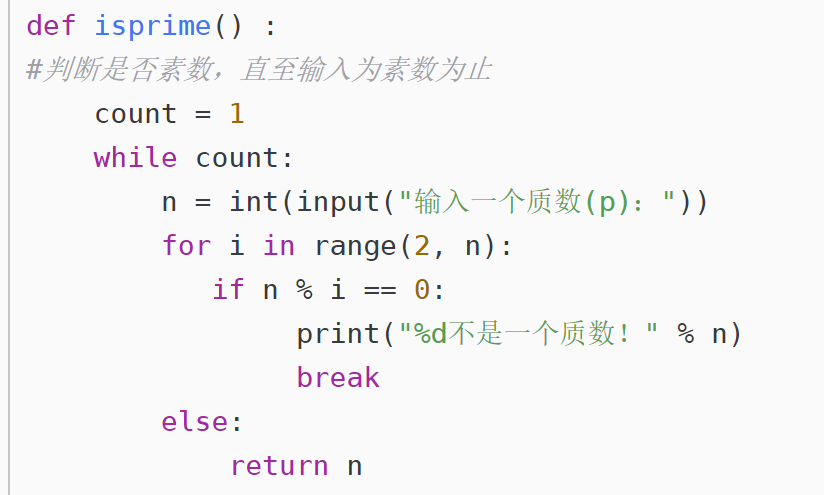 def isprime() :
#判断是否素数，直至输入为素数为止
    count = 1
    while count:
        n = int(input("输入一个质数(p)："))
        for i in range(2, n):
           if n % i == 0:
                print("%d不是一个质数！" % n)
                break
        else:
            return n